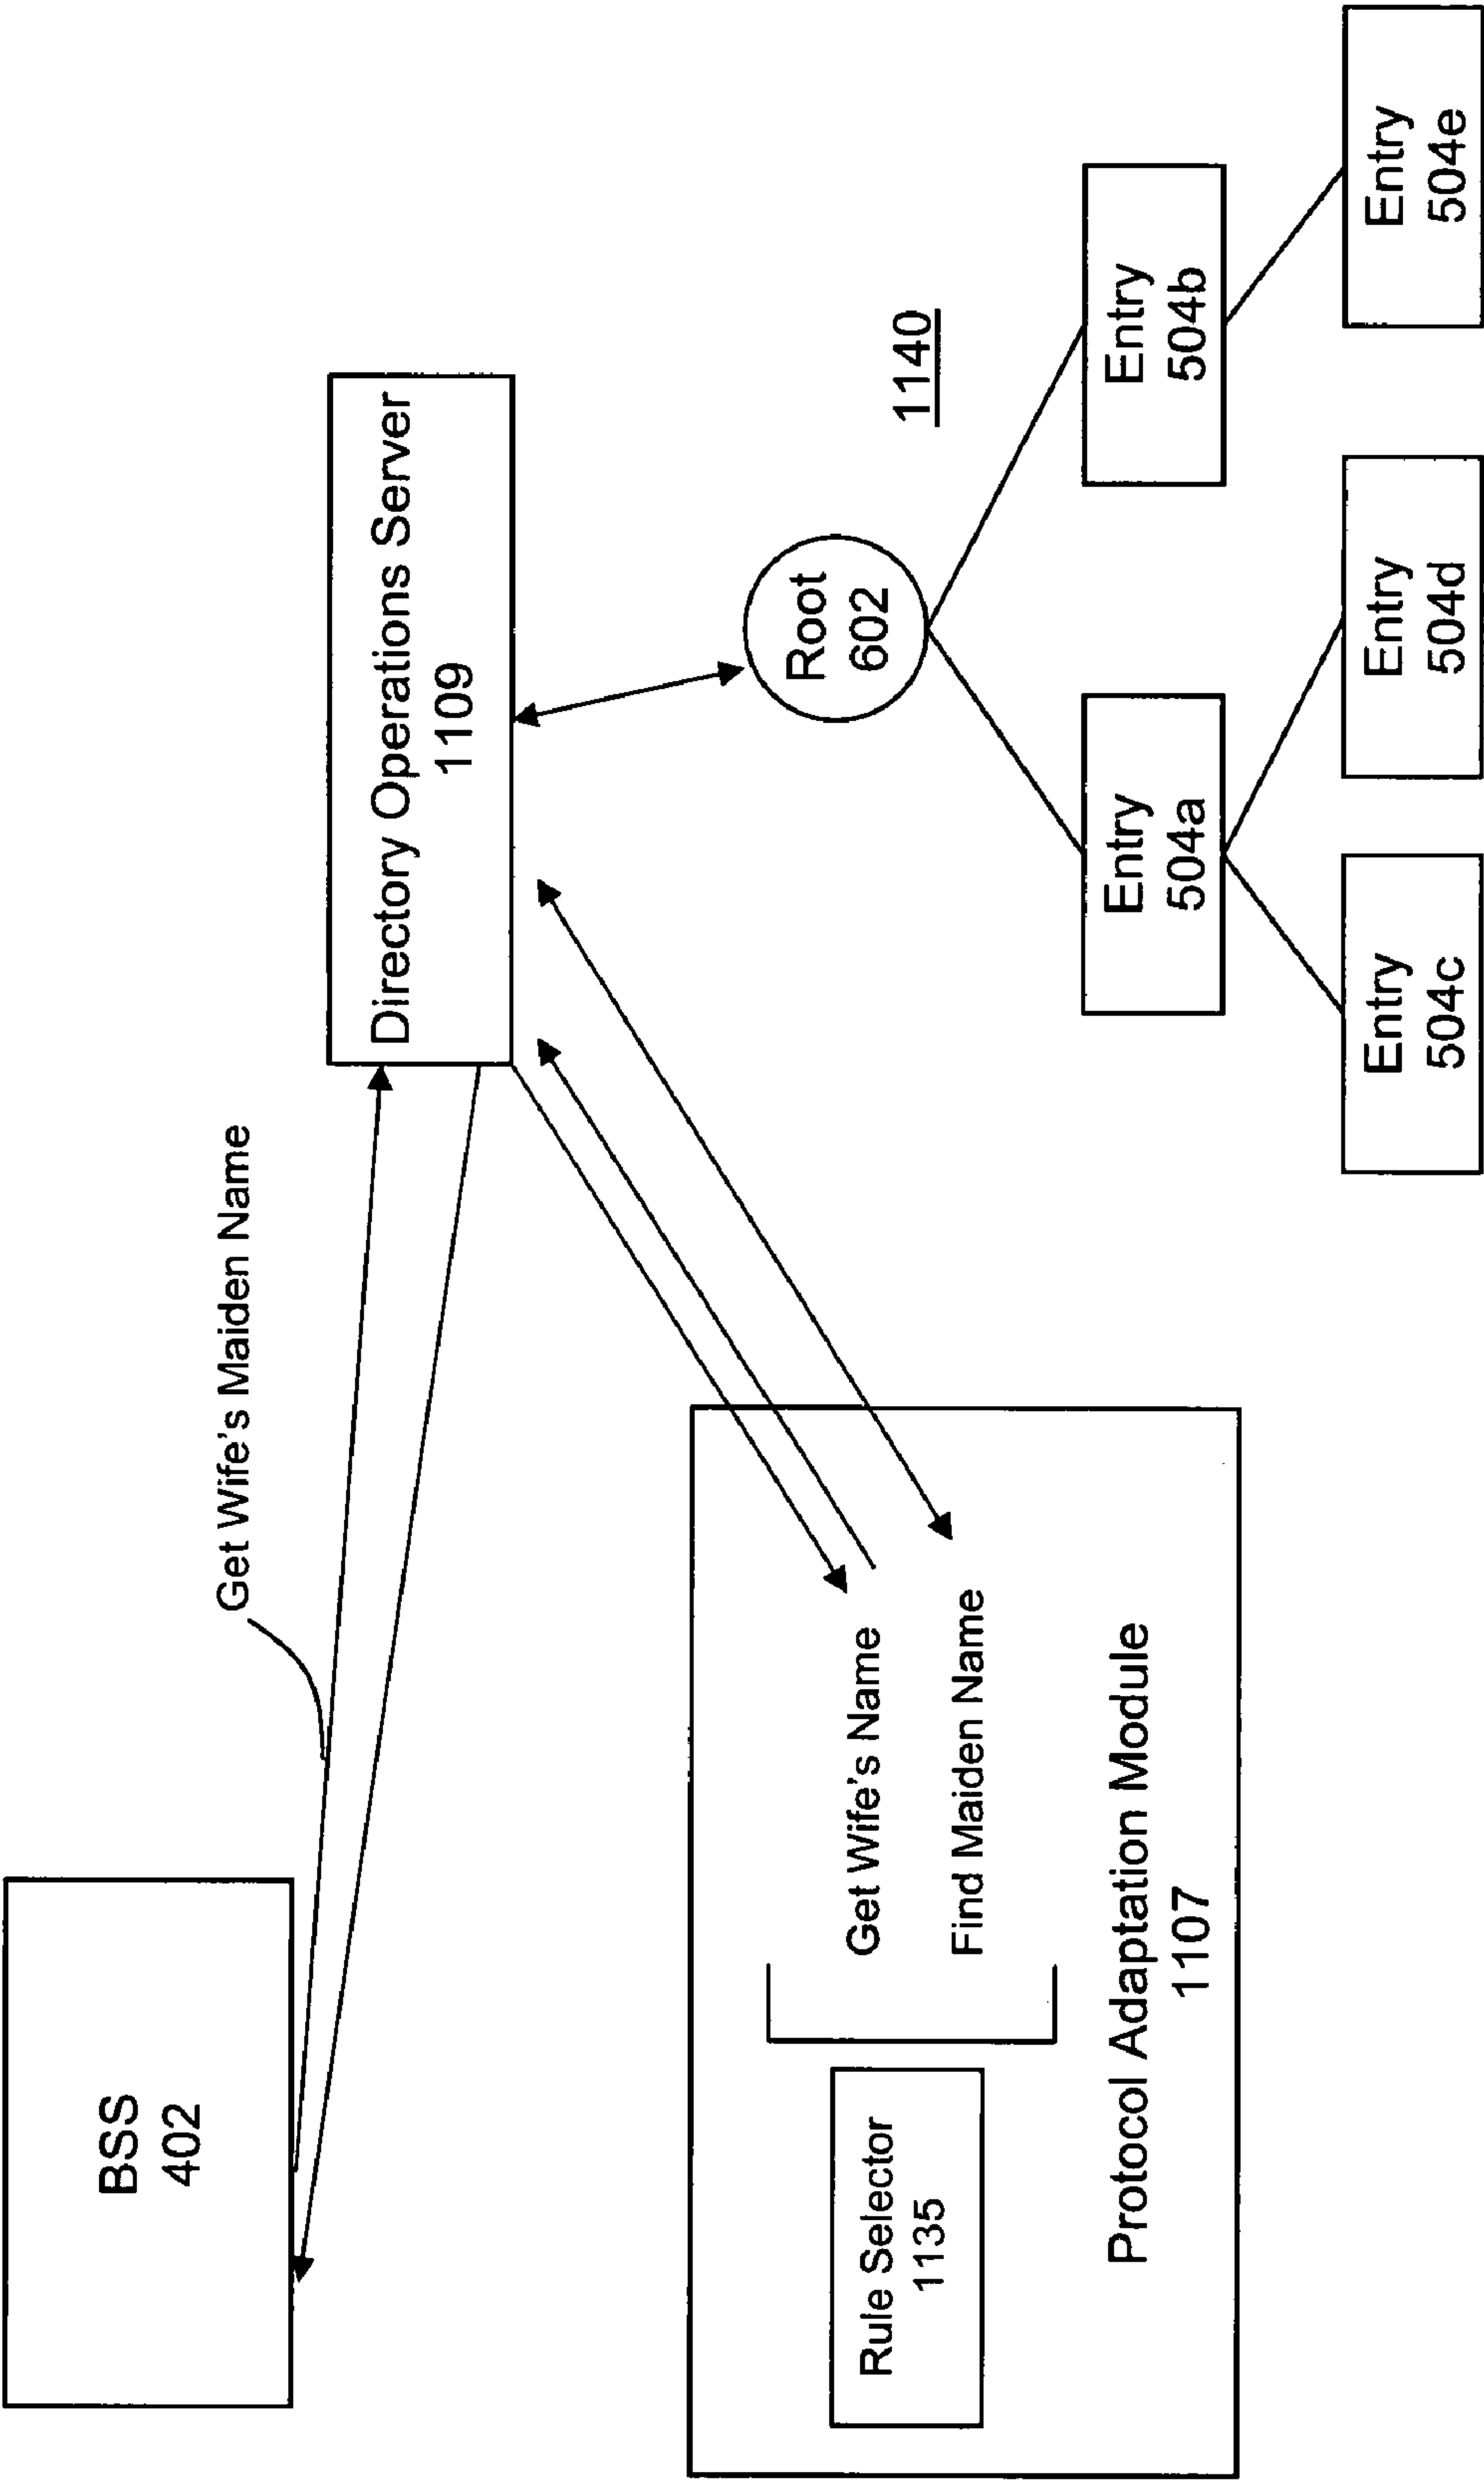 BSS
402
Get Wife's Maiden Name
Directory Operations Server
1109
Rule Selector
1135
Get Wife's Name
Find Maiden Name
Protocol Adaptation Module
1107
Root
602
1140
Entry
504a
Entry
504b
Entry
504c
Entry
504d
Entry
504e